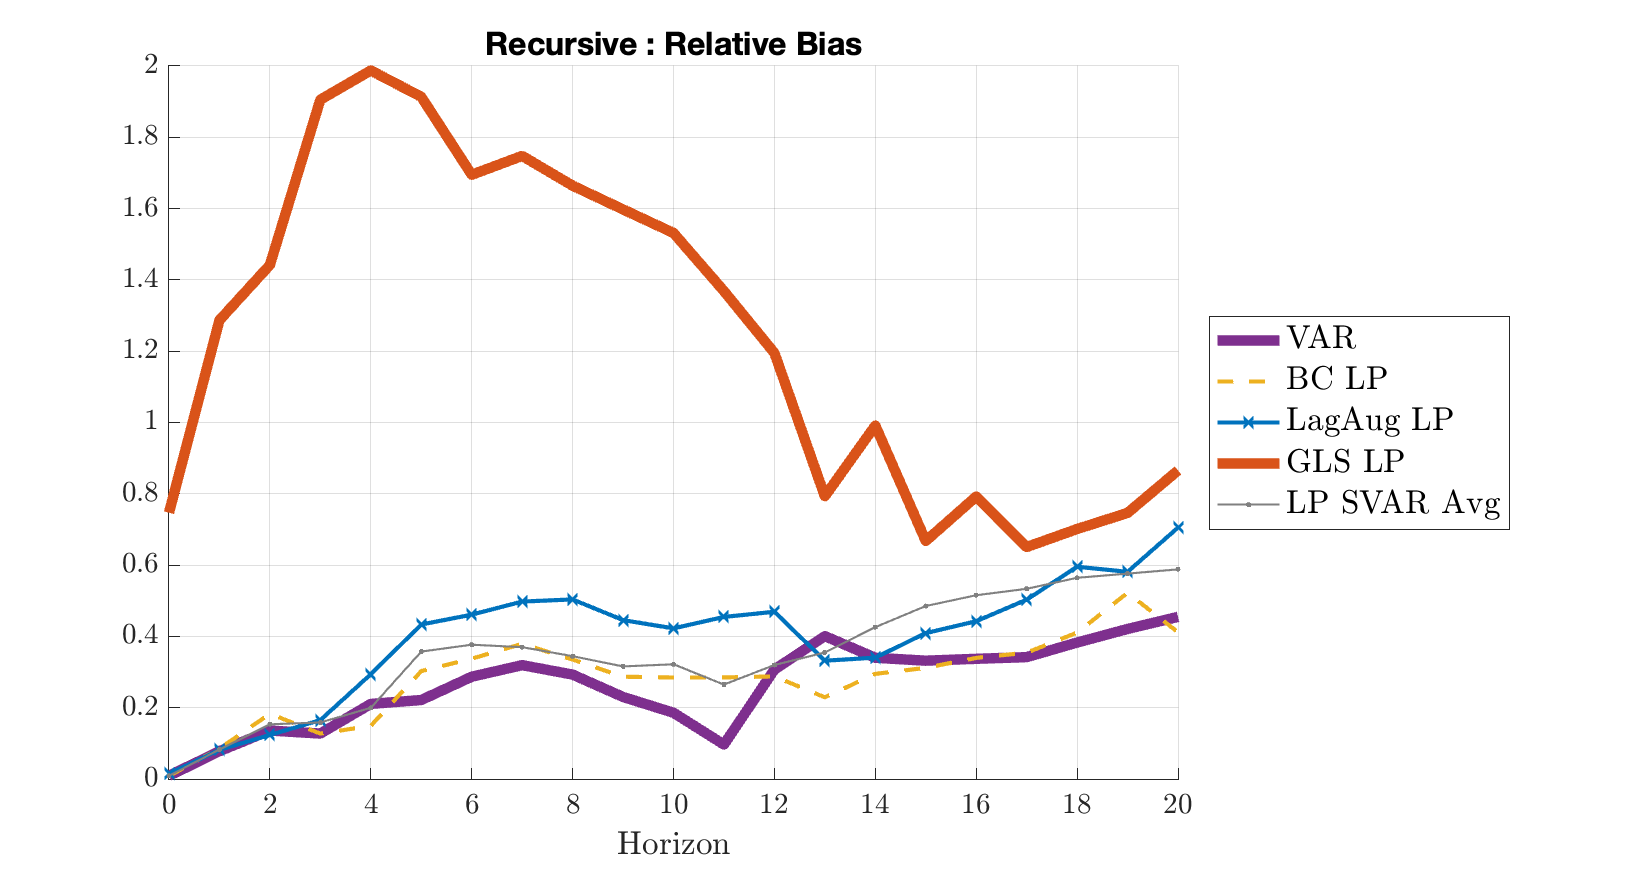 Recursive : Relative Bias
2
1.8
1.6
1.4
1.2
1
0.8
0.6
0.4
0.2
0
0 2 4 6 8 10 12 14 16 18 20
Horizon
VAR
BC LP
LagAug LP
GLS LP
LP SVAR Avg